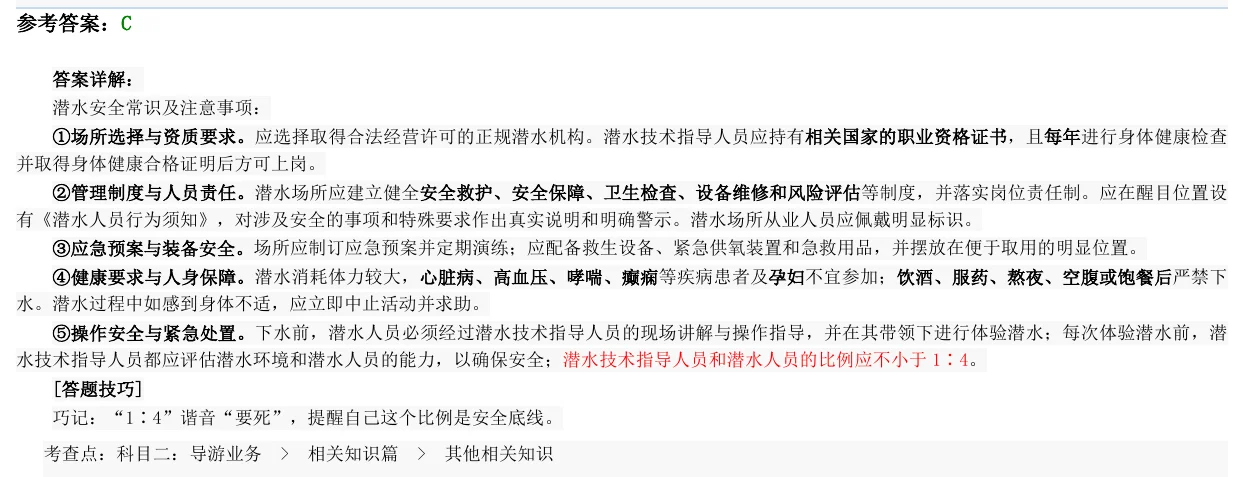 参考答案：C
答案详解：
潜水安全常识及注意事项：
①场所选择与资质要求。应选择取得合法经营许可的正规潜水机构。潜水技术指导人员应持有相关国家的职业资格证书，且每年进行身体健康检查
并取得身体健康合格证明后方可上岗。
②管理制度与人员责任。潜水场所应建立健全安全救护、安全保障、卫生检查、设备维修和风险评估等制度，并落实岗位责任制。应在醒目位置设
有《潜水人员行为须知》，对涉及安全的事项和特殊要求作出真实说明和明确警示。潜水场所从业人员应佩戴明显标识。
③应急预案与装备安全。场所应制订应急预案并定期演练；应配备救生设备、紧急供氧装置和急救用品，并摆放在便于取用的明显位置。
④健康要求与人身保障。潜水消耗体力较大，心脏病、高血压、哮喘、癫痫等疾病患者及孕妇不宜参加；饮酒、服药、熬夜、空腹或饱餐后严禁下
水。潜水过程中如感到身体不适，应立即中止活动并求助。
⑤操作安全与紧急处置。下水前，潜水人员必须经过潜水技术指导人员的现场讲解与操作指导，并在其带领下进行体验潜水；每次体验潜水前，潜
水技术指导人员都应评估潜水环境和潜水人员的能力，以确保安全；潜水技术指导人员和潜水人员的比例应不小于1∶4。
[答题技巧]
巧记：“1∶4”谐音“要死”，提醒自己这个比例是安全底线。
考查点：科目二：导游业务 > 相关知识篇 > 其他相关知识